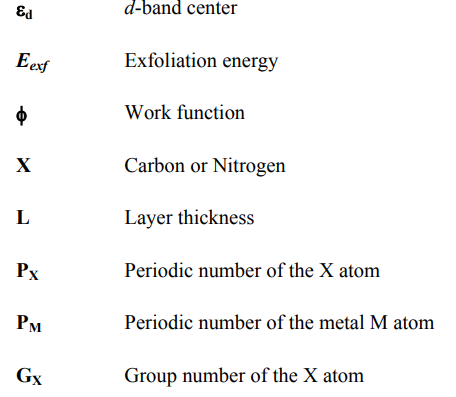 εd d-band center
Eexf Exfoliation energy
ϕ Work function
X Carbon or Nitrogen
L Layer thickness
PX Periodic number of the X atom
PM Periodic number of the metal M atom
GX Group number of the X atom